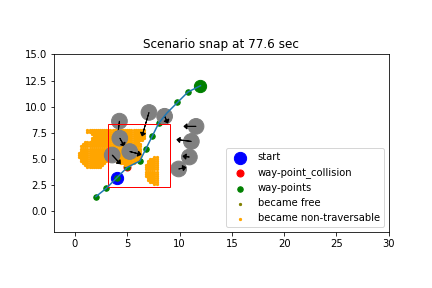 Scenario snap at 77.6 sec
15.0
12.5
10.0
7.5
5.0
2.5
0.0
start
way-point_collision
way-points
became free
became non-traversable
0 5 10 15 20 25 30